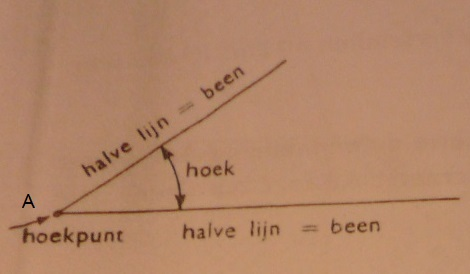 halve lijn = been
hoek
A
hoekpunt
halve lijn = been